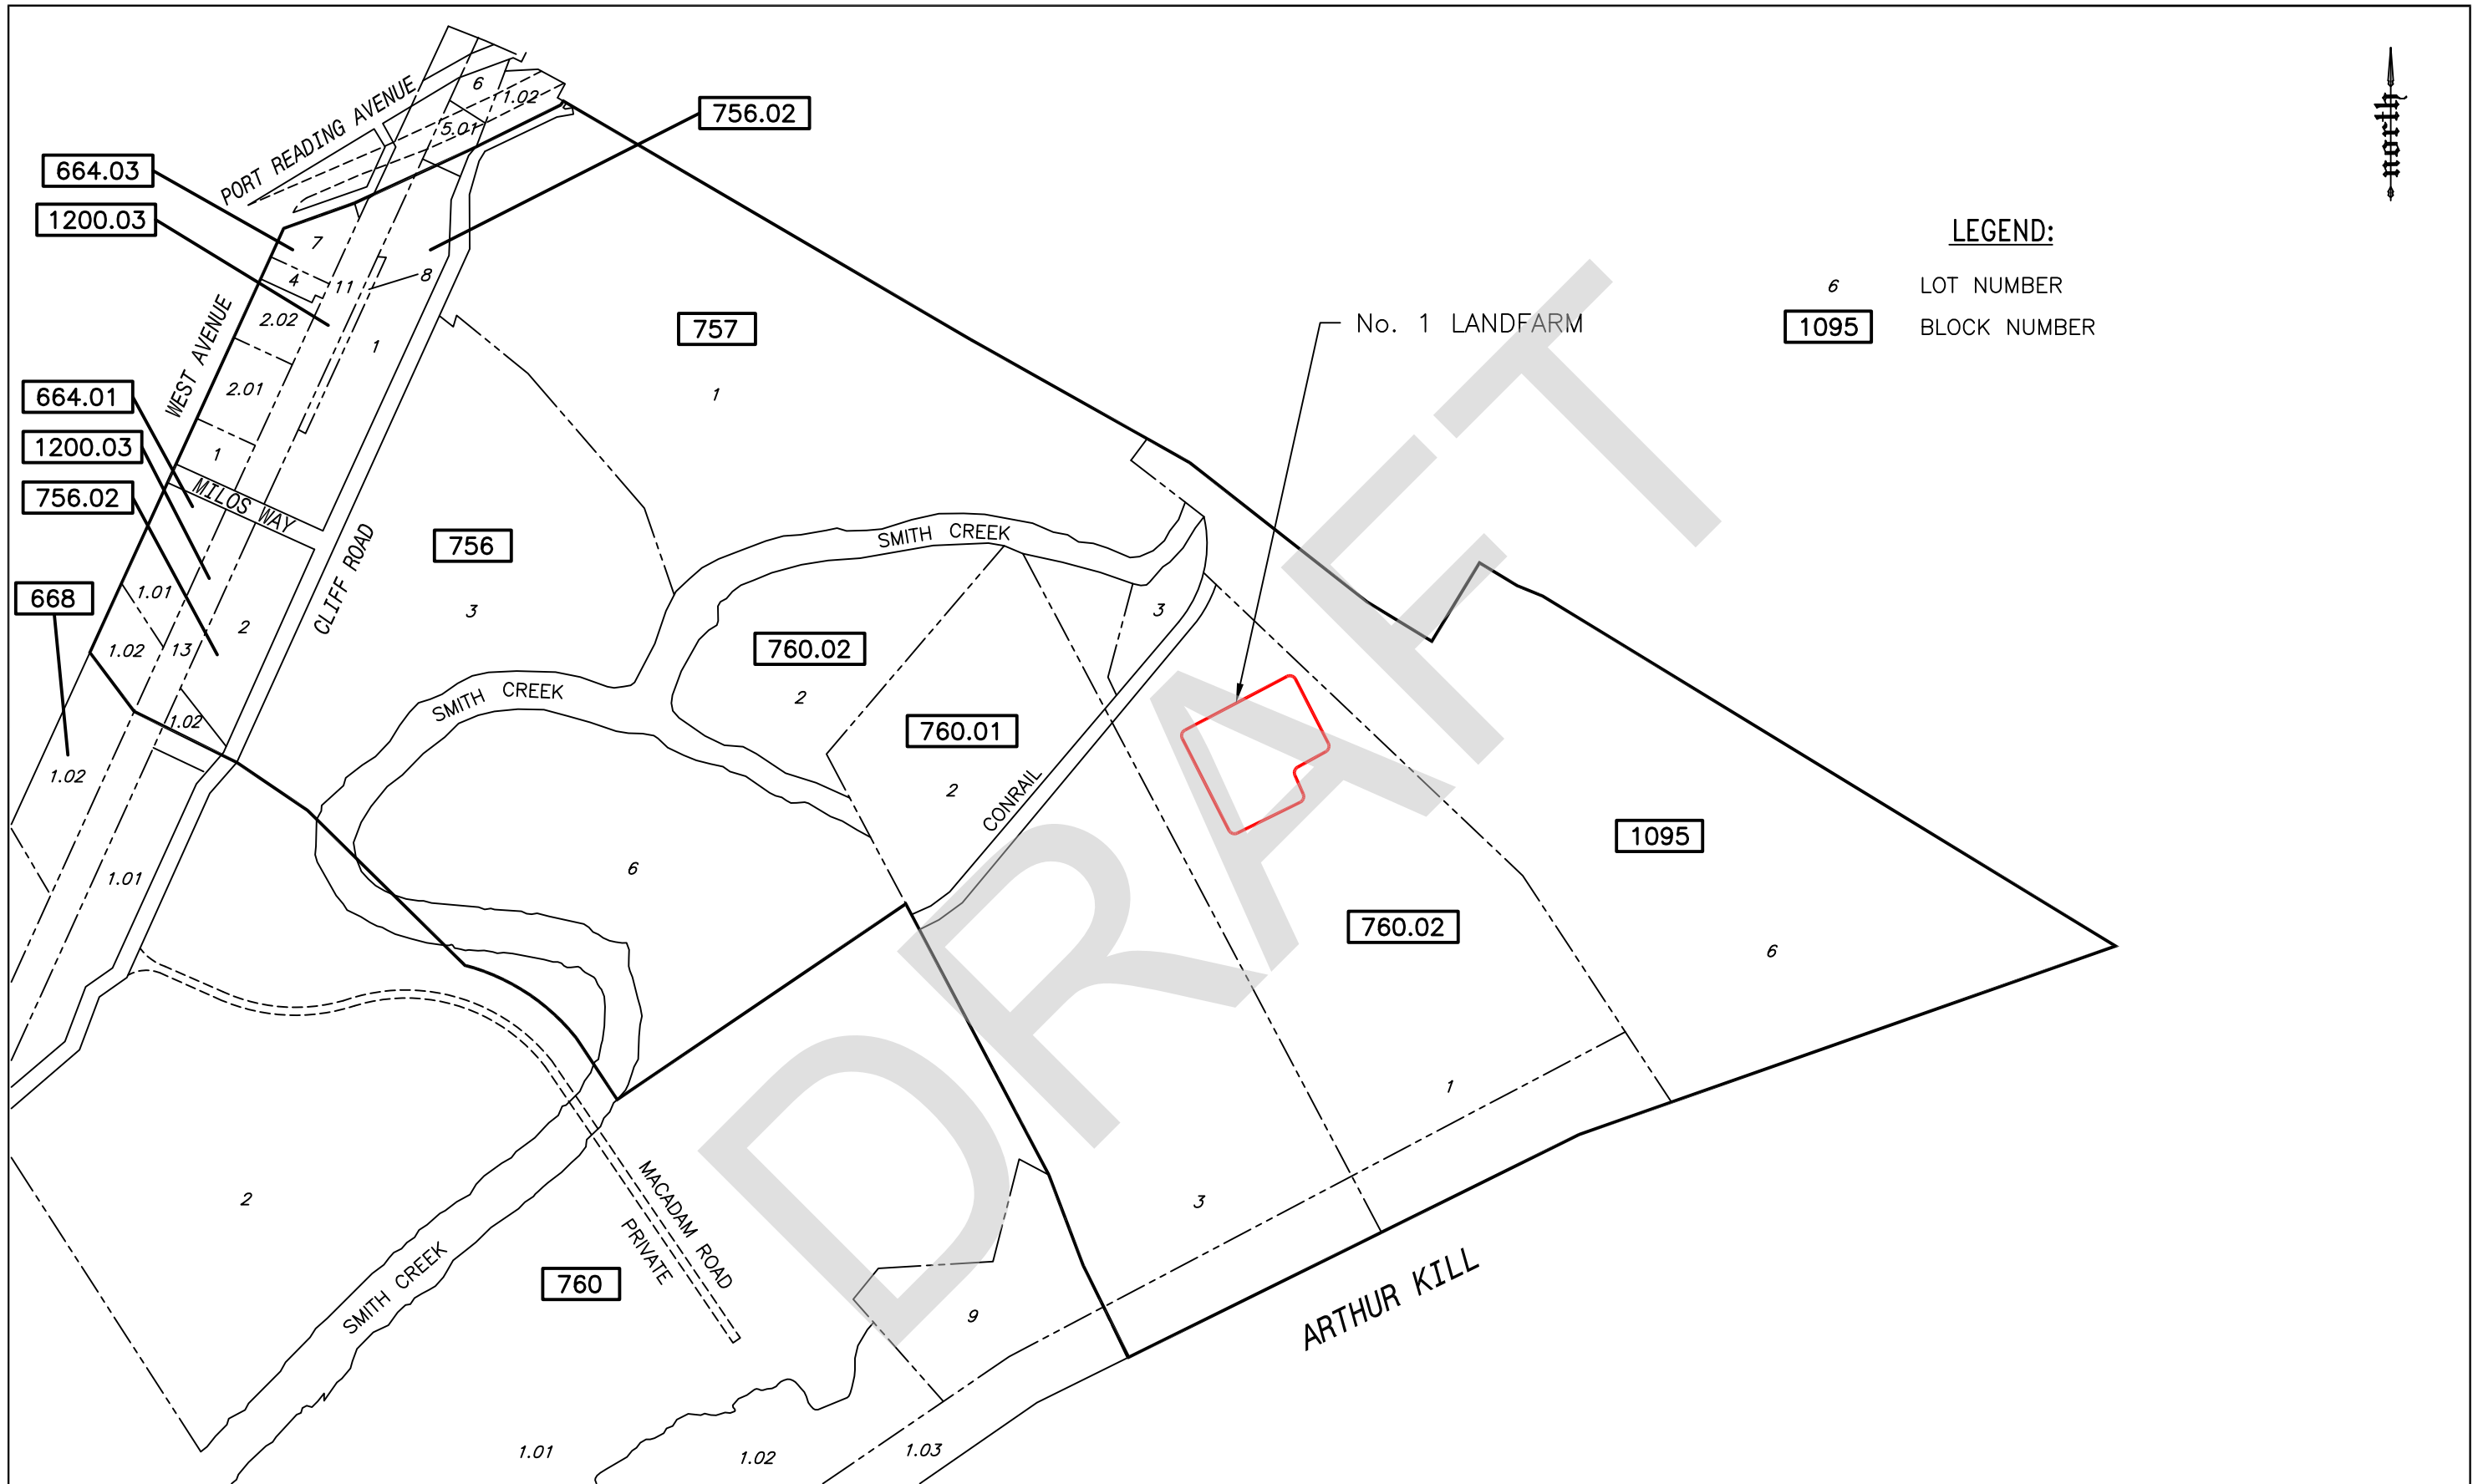 PORT READING AVENUE
6
1.02
5.01
756.02
664.03
1200.03
north
7
4
11
8
2.02
1
2.01
1
WEST AVENUE
664.01
1200.03
756.02
668
MILOS WAY
CLIFF ROAD
1.01
1.02
13
2
1.02
1.02
1.01
757
1
756
3
SMITH CREEK
SMITH CREEK
760.02
2
760.01
2
3
CONRAIL
6
No. 1 LANDFARM
LEGEND:
6 LOT NUMBER
1095 BLOCK NUMBER
1095
6
760.02
1
3
DRAFT
2
SMITH CREEK
MACADAM ROAD
PRIVATE
760
9
ARTHUR KILL
1.01
1.02
1.03